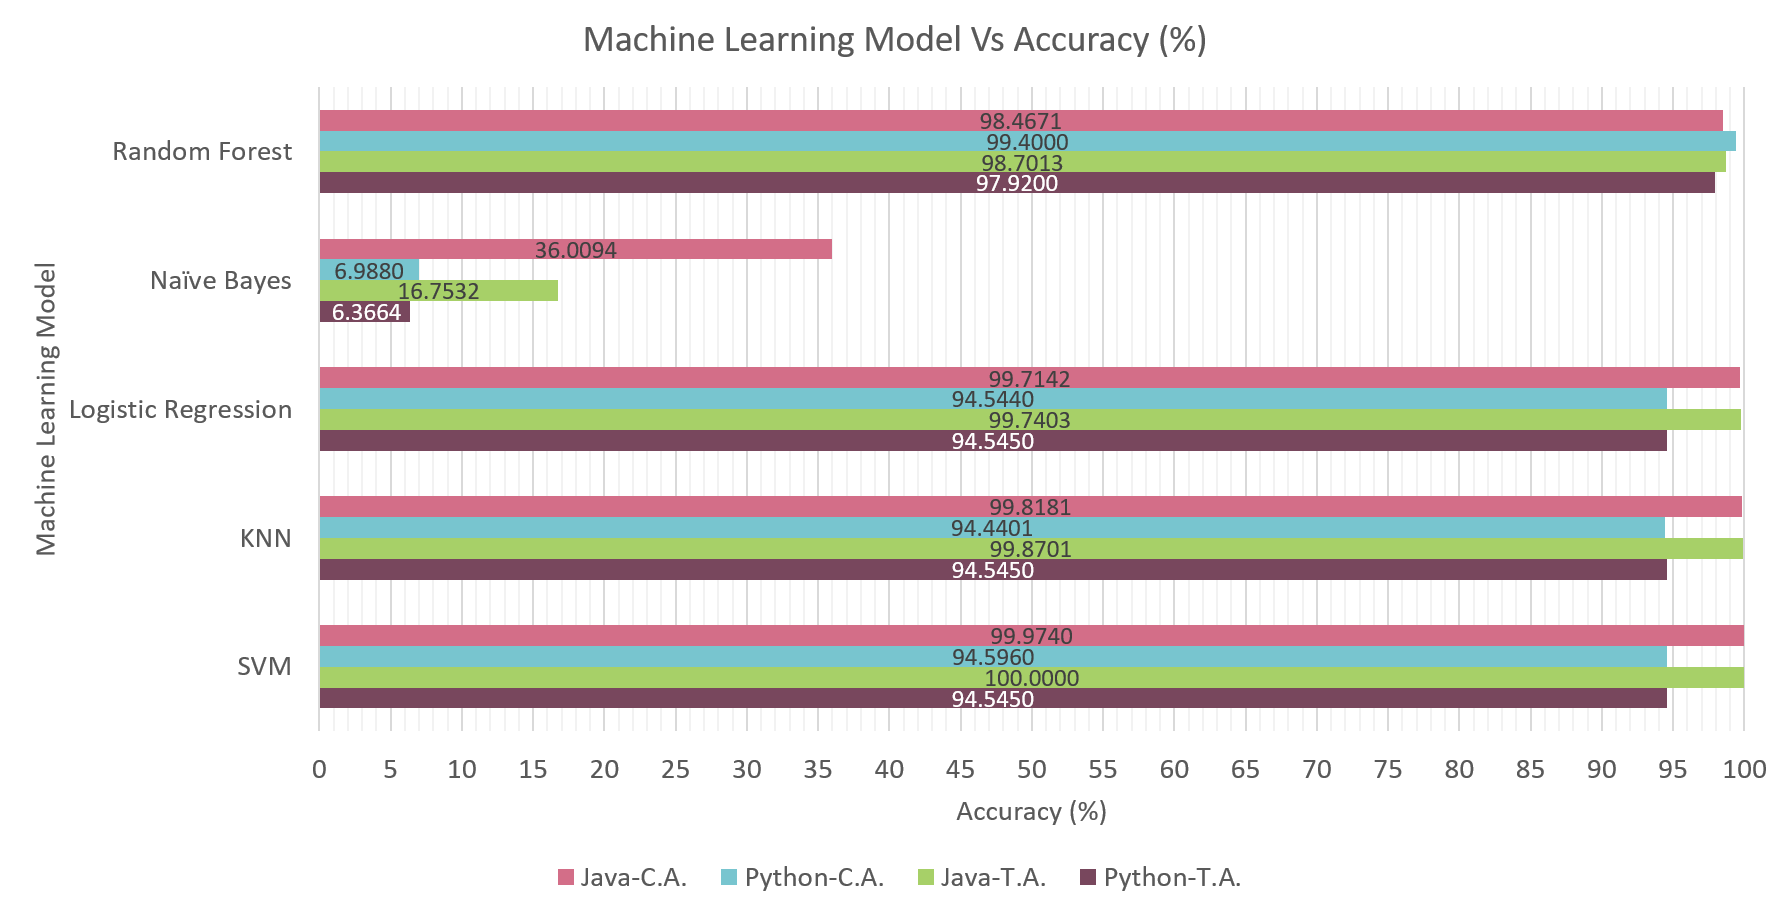 Machine Learning Model Vs Accuracy (%)
Machine Learning Model
Random Forest
98.4671
99.4000
98.7013
97.9200
Naïve Bayes
36.0094
6.9880
16.7532
6.3664
Logistic Regression
99.7142
94.5440
99.7403
94.5450
KNN
99.8181
94.4401
99.8701
94.5450
SVM
99.9740
94.5960
100.0000
94.5450
0 5 10 15 20 25 30 35 40 45 50 55 60 65 70 75 80 85 90 95 100
Accuracy (%)
Java-C.A. Python-C.A. Java-T.A. Python-T.A.